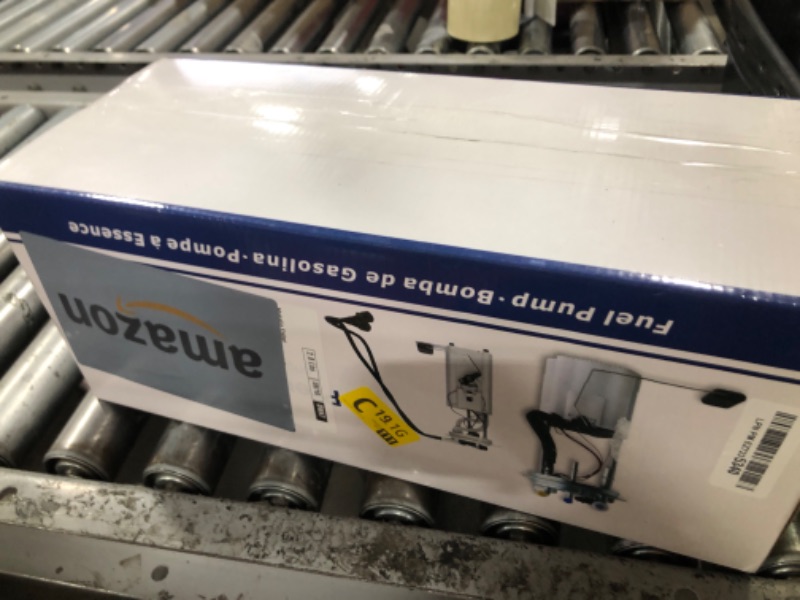 Fuel Pump · Bomba de Gasolina · Pompe à Essence
amazon
C 19.1G